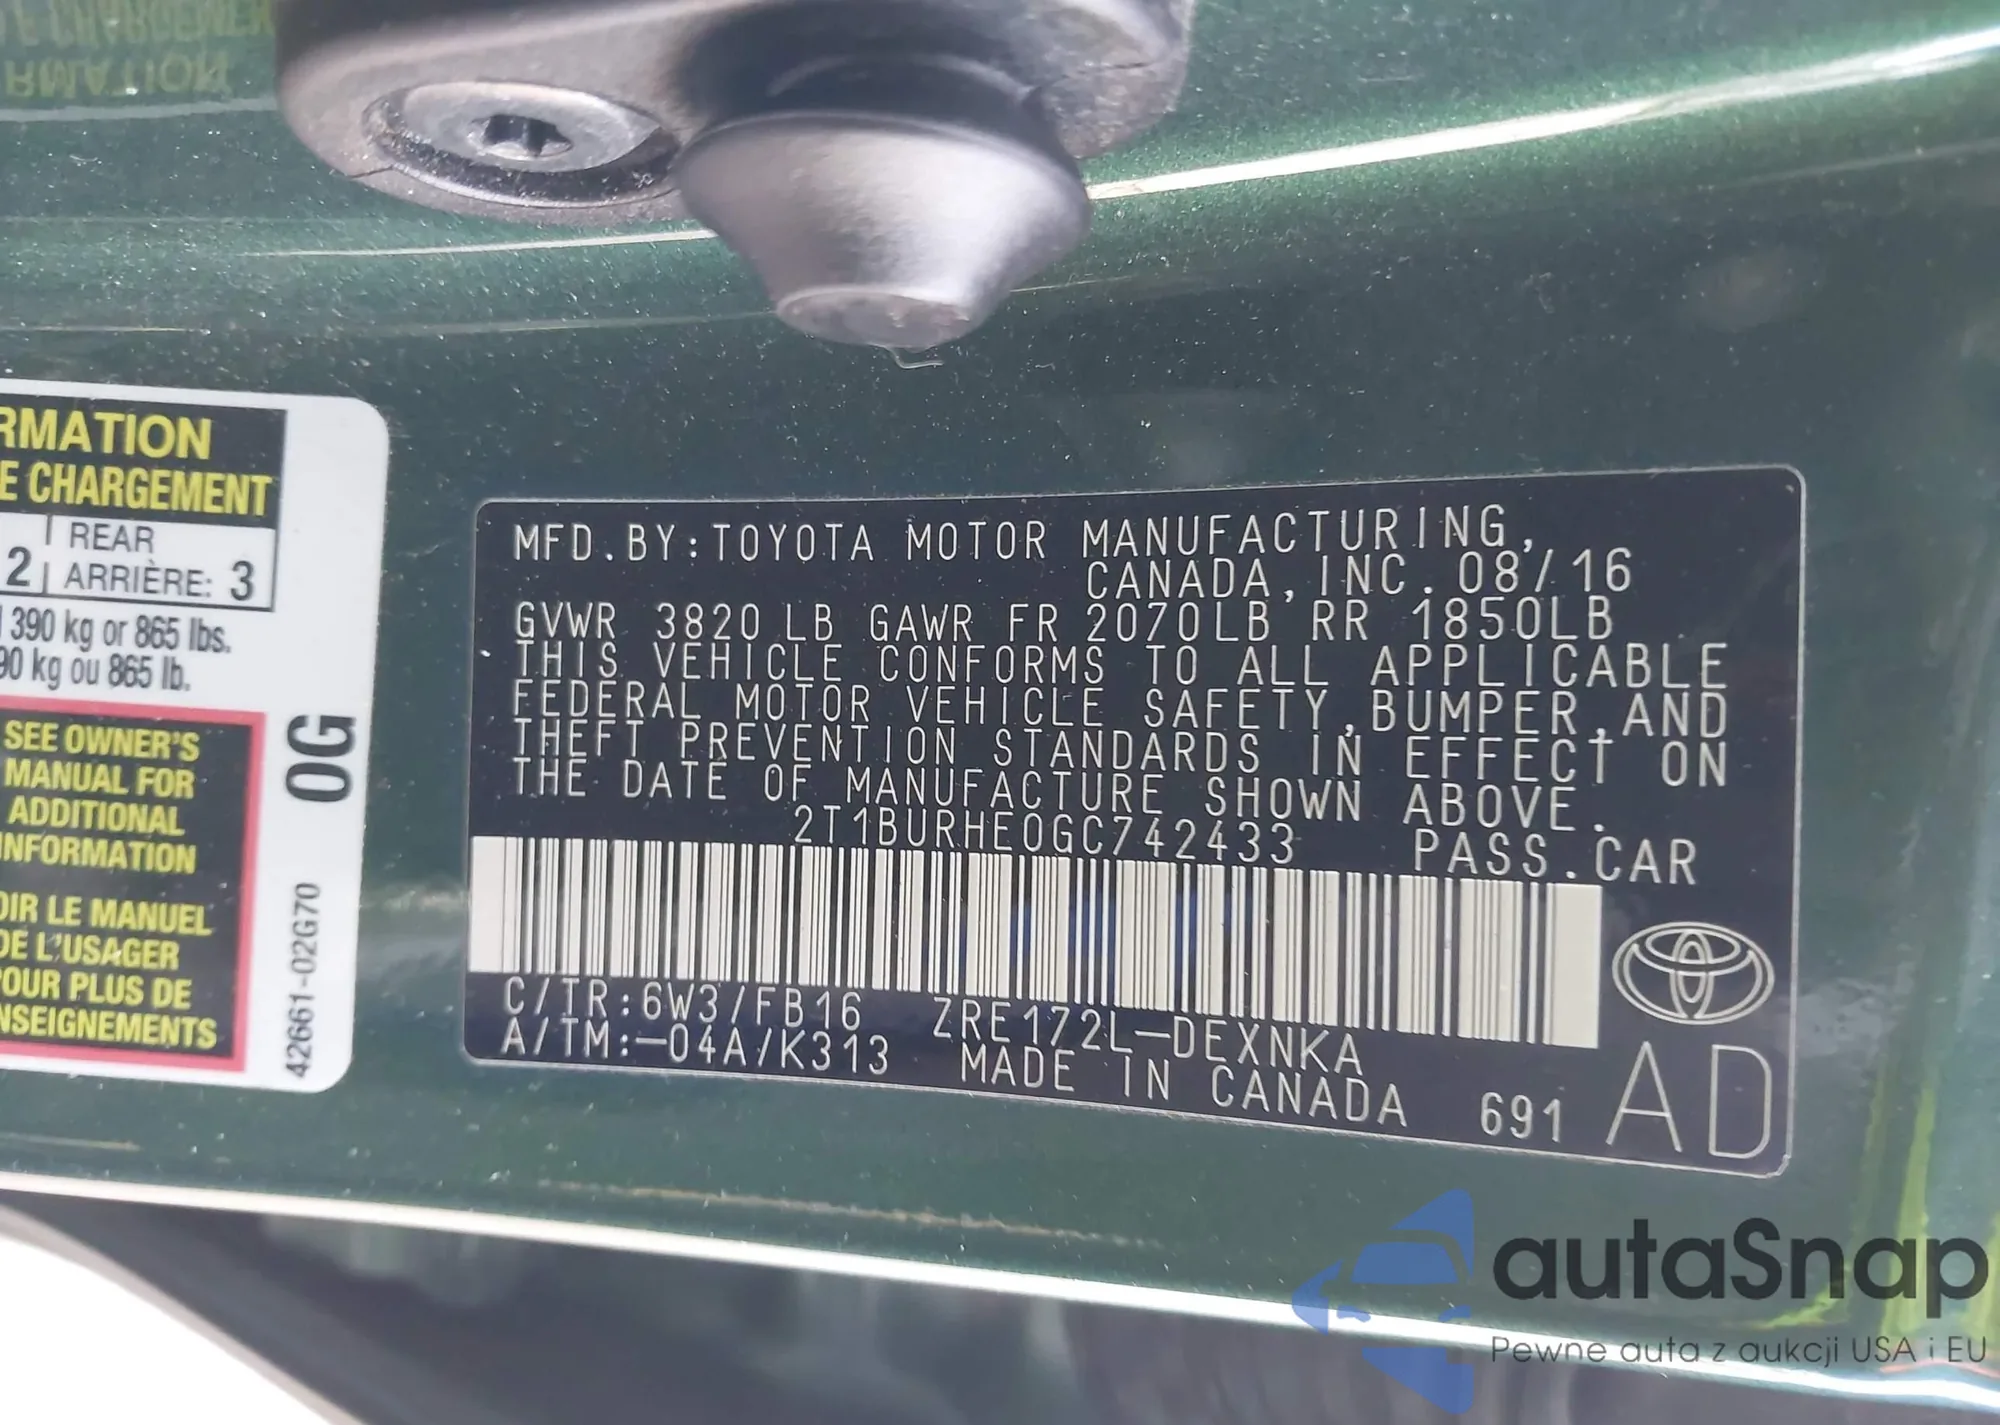 RMATION
E CHARGEMENT
REAR
2 ARRIÈRE: 3
390 kg or 865 lbs.
90 kg ou 865 lb.
SEE OWNER'S
MANUAL FOR
ADDITIONAL
INFORMATION
OIR LE MANUEL
DE L'USAGER
POUR PLUS DE
NSEIGNEMENTS
0G
42661-02G70
MFD.BY:TOYOTA MOTOR MANUFACTURING,
CANADA,INC.08/16
GVWR 3820LB GAWR FR 2070LB RR 1850LB
THIS VEHICLE CONFORMS TO ALL APPLICABLE
FEDERAL MOTOR VEHICLE SAFETY,BUMPER,AND
THEFT PREVENTION STANDARDS IN EFFECT ON
THE DATE OF MANUFACTURE SHOWN ABOVE.
2T1BURHE0GC742433 PASS.CAR
C/TR:6W3/FB16 ZRE172L-DEXNKA
A/TM:-04A/K313 MADE IN CANADA 691 AD
autaSnap
Pewne auta z aukcji USA i EU